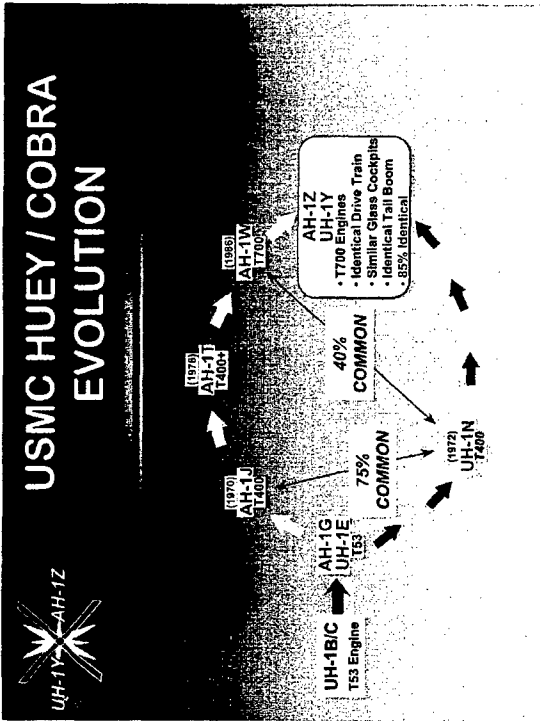 USMC HUEY / COBRA
EVOLUTION
UH-1Y AH-1Z
UH-1B/C
T53 Engine
AH-1G
UH-1E
T53
(1970)
AH-1J
T400
(1976)
AH-1T
T400+
(1986)
AH-1W
T700
75%
COMMON
40%
COMMON
(1972)
UH-1N
T400
AH-1Z
UH-1Y
• T700 Engines
• Identical Drive Train
• Similar Glass Cockpits
• Identical Tail Boom
• 85% Identical